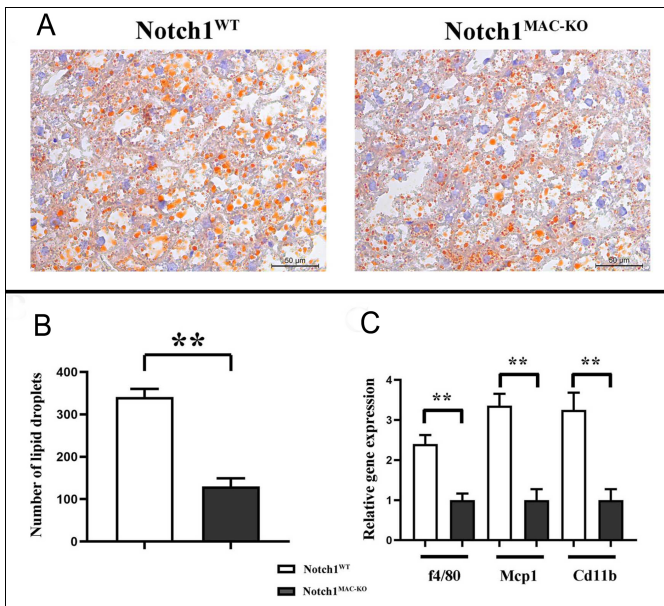 A
Notch1WT
Notch1MAC-KO
50 µm
50 µm
B
**
Number of lipid droplets
400
300
200
100
0
Notch1WT
Notch1MAC-KO
C
**
**
**
Relative gene expression
4
3
2
1
0
f4/80
Mcp1
Cd11b